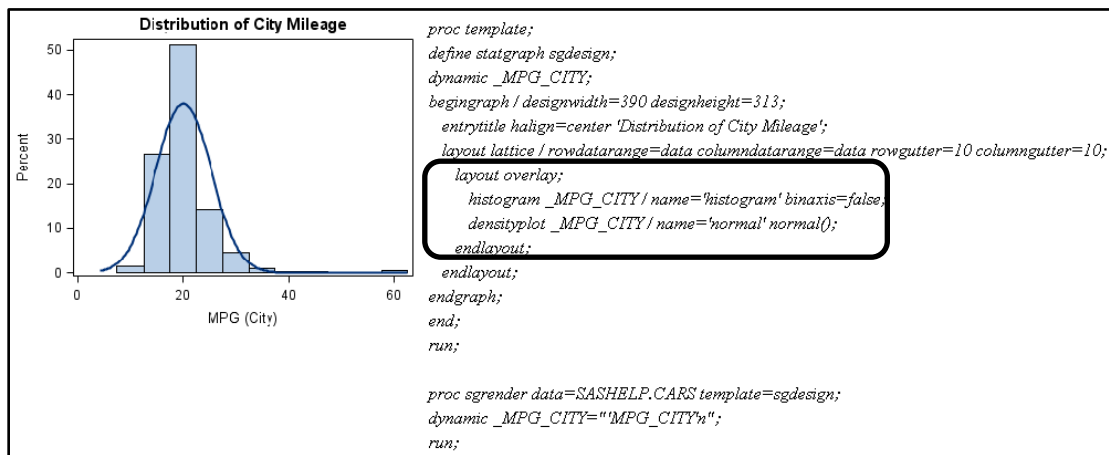 Distribution of City Mileage
50
40
30
20
10
0
Percent
0 20 40 60
MPG (City)
proc template;
define statgraph sgdesign;
dynamic _MPG_CITY;
begingraph / designwidth=390 designheight=313;
entrytitle halign=center 'Distribution of City Mileage';
layout lattice / rowdatarange=data columndatarange=data rowgutter=10 columngutter=10;
layout overlay;
histogram _MPG_CITY / name='histogram' binaxis=false;
densityplot _MPG_CITY / name='normal' normal();
endlayout;
endlayout;
endgraph;
end;
run;
proc sgrender data=SASHELP.CARS template=sgdesign;
dynamic _MPG_CITY="'MPG_CITY'n";
run;